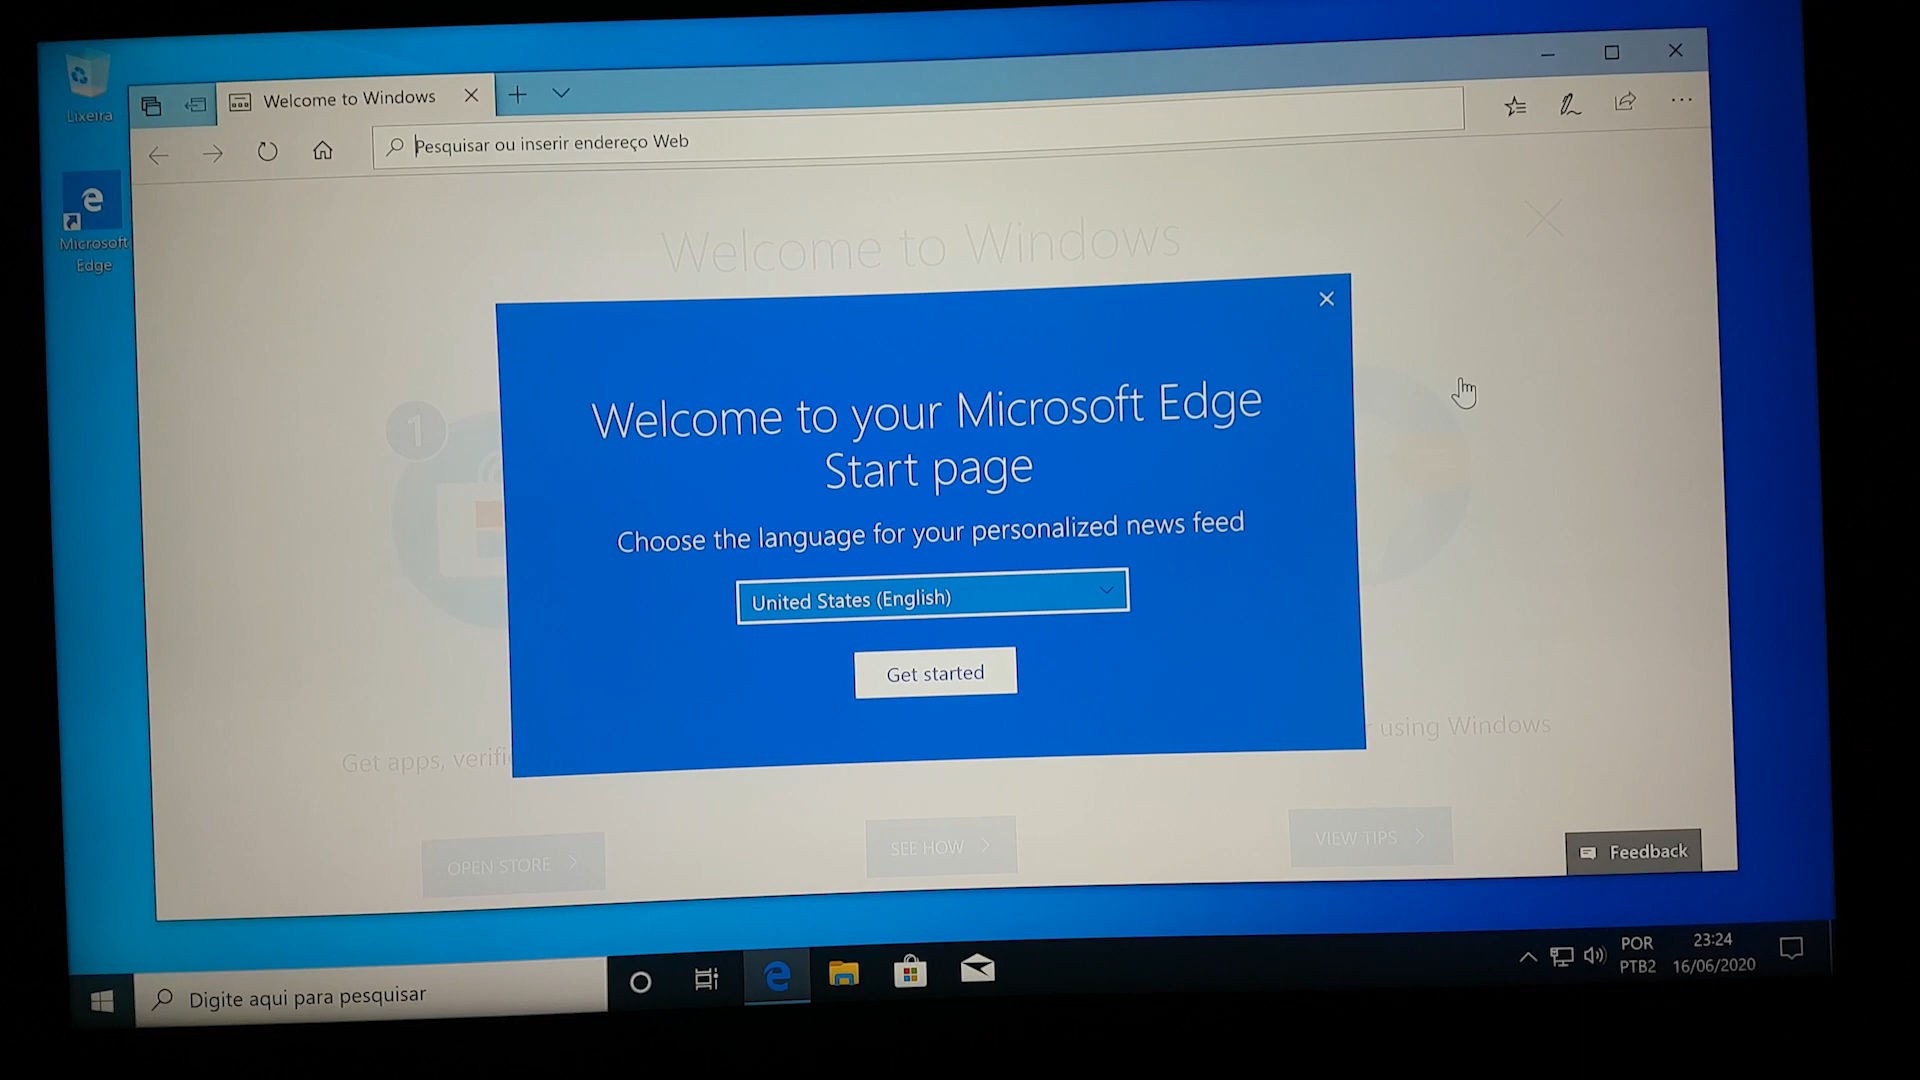 Lixeira
Microsoft
Edge
Welcome to Windows
Pesquisar ou inserir endereço Web
Welcome to Windows
1
Welcome to your Microsoft Edge
Start page
Choose the language for your personalized news feed
United States (English)
Get started
Get apps, verifi
using Windows
OPEN STORE
SEE HOW
VIEW TIPS
Feedback
Digite aqui para pesquisar
POR
PTB2
23:24
16/06/2020